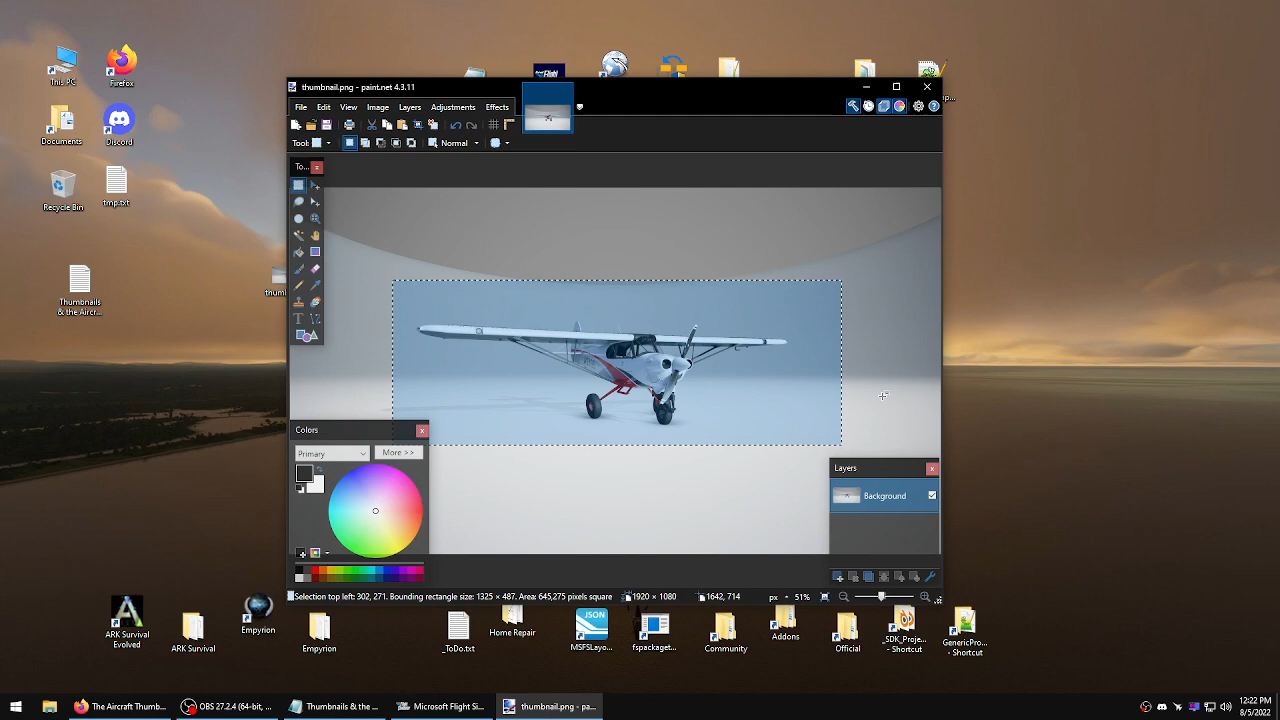 This PC
Firefox
Documents
Discord
Recycle Bin
tmp.txt
Thumbnails
& the Aircr...
thumbnail.png - paint.net 4.3.11
File Edit View Image Layers Adjustments Effects
Tool:
Normal
To...
Colors
Primary
More >>
Layers
Background
Selection top left: 302, 271. Bounding rectangle size: 1325 × 487. Area: 645,275 pixels square
1920 × 1080
1642, 714
px
51%
ARK Survival
Evolved
ARK Survival
Empyrion
Empyrion
_ToDo.txt
Home Repair
JSON
MSFSLayo...
fspackaget...
Community
Addons
Official
_SDK_Proje...
- Shortcut
GenericPro...
- Shortcut
The Aircraft Thumb...
OBS 27.2.4 (64-bit, ...
Thumbnails & the ...
Microsoft Flight Si...
thumbnail.png - pa...
12:22 PM
8/5/2022